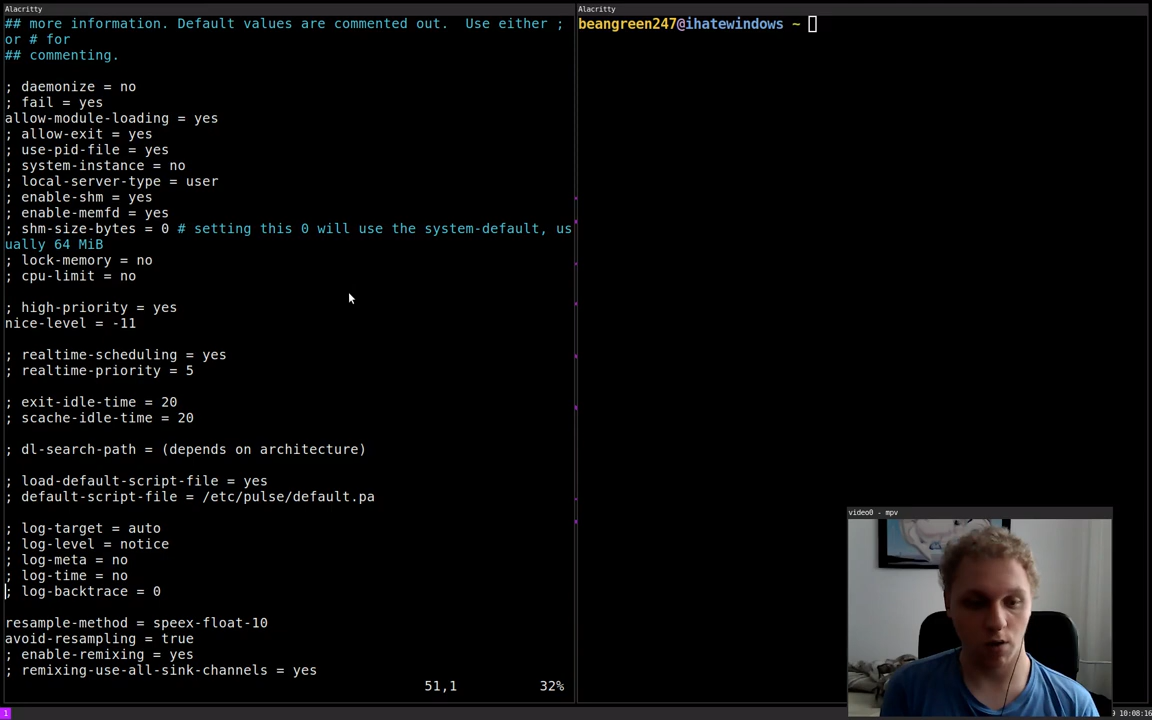 Alacritty
## more information. Default values are commented out.  Use either ;
or # for
## commenting.
; daemonize = no
; fail = yes
allow-module-loading = yes
; allow-exit = yes
; use-pid-file = yes
; system-instance = no
; local-server-type = user
; enable-shm = yes
; enable-memfd = yes
; shm-size-bytes = 0 # setting this 0 will use the system-default, us
ually 64 MiB
; lock-memory = no
; cpu-limit = no
; high-priority = yes
nice-level = -11
; realtime-scheduling = yes
; realtime-priority = 5
; exit-idle-time = 20
; scache-idle-time = 20
; dl-search-path = (depends on architecture)
; load-default-script-file = yes
; default-script-file = /etc/pulse/default.pa
; log-target = auto
; log-level = notice
; log-meta = no
; log-time = no
; log-backtrace = 0
resample-method = speex-float-10
avoid-resampling = true
; enable-remixing = yes
; remixing-use-all-sink-channels = yes
51,1 32%
Alacritty
beangreen247@ihatewindows ~
video0 - mpv
1
10:08:16